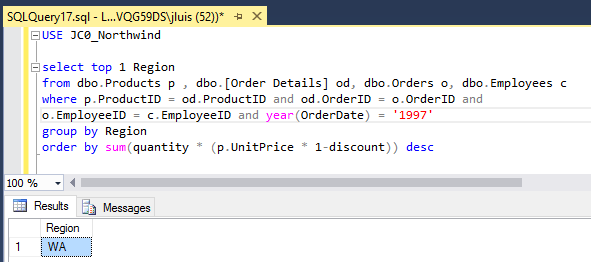 SQLQuery17.sql - L...VQG59DS\jluis (52))*
USE JC0_Northwind
select top 1 Region
from dbo.Products p , dbo.[Order Details] od, dbo.Orders o, dbo.Employees c
where p.ProductID = od.ProductID and od.OrderID = o.OrderID and
o.EmployeeID = c.EmployeeID and year(OrderDate) = '1997'
group by Region
order by sum(quantity * (p.UnitPrice * 1-discount)) desc
100 %
Results Messages
Region
1 WA